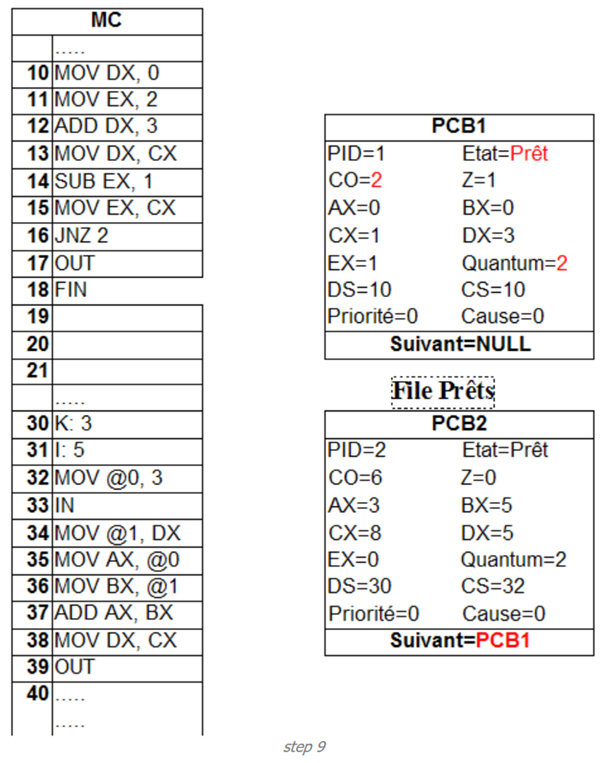 MC
.....
10 MOV DX, 0
11 MOV EX, 2
12 ADD DX, 3
13 MOV DX, CX
14 SUB EX, 1
15 MOV EX, CX
16 JNZ 2
17 OUT
18 FIN
19
20
21
.....
30 K: 3
31 I: 5
32 MOV @0, 3
33 IN
34 MOV @1, DX
35 MOV AX, @0
36 MOV BX, @1
37 ADD AX, BX
38 MOV DX, CX
39 OUT
40 .....
.....
PCB1
PID=1 Etat=Prêt
CO=2 Z=1
AX=0 BX=0
CX=1 DX=3
EX=1 Quantum=2
DS=10 CS=10
Priorité=0 Cause=0
Suivant=NULL
File Prêts
PCB2
PID=2 Etat=Prêt
CO=6 Z=0
AX=3 BX=5
CX=8 DX=5
EX=0 Quantum=2
DS=30 CS=32
Priorité=0 Cause=0
Suivant=PCB1
step 9